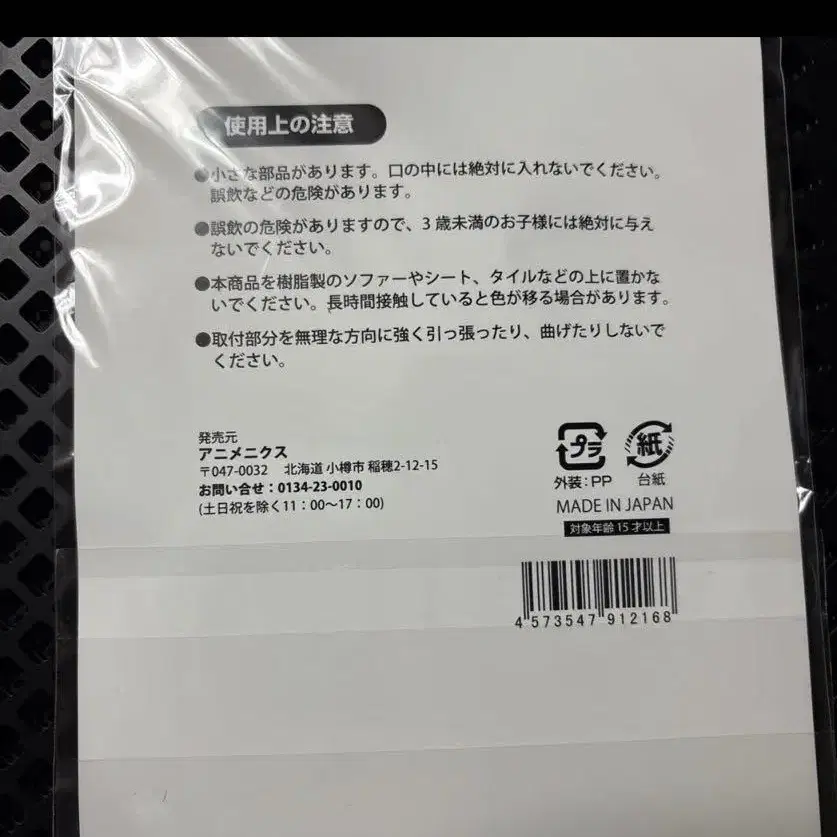 使用上の注意
●小さな部品があります。口の中には絶対に入れないでください。
誤飲などの危険があります。
●誤飲の危険がありますので、3歳未満のお子様には絶対に与え
ないでください。
●本商品を樹脂製のソファーやシート、タイルなどの上に置かな
いでください。長時間接触していると色が移る場合があります。
●取付部分を無理な方向に強く引っ張ったり、曲げたりしないで
ください。
発売元
アニメニクス
〒047-0032 北海道 小樽市 稲穂2-12-15
お問い合せ:0134-23-0010
(土日祝を除く11:00〜17:00)
プラ
紙
外装:PP
台紙
MADE IN JAPAN
対象年齢15才以上
4 573547 912168